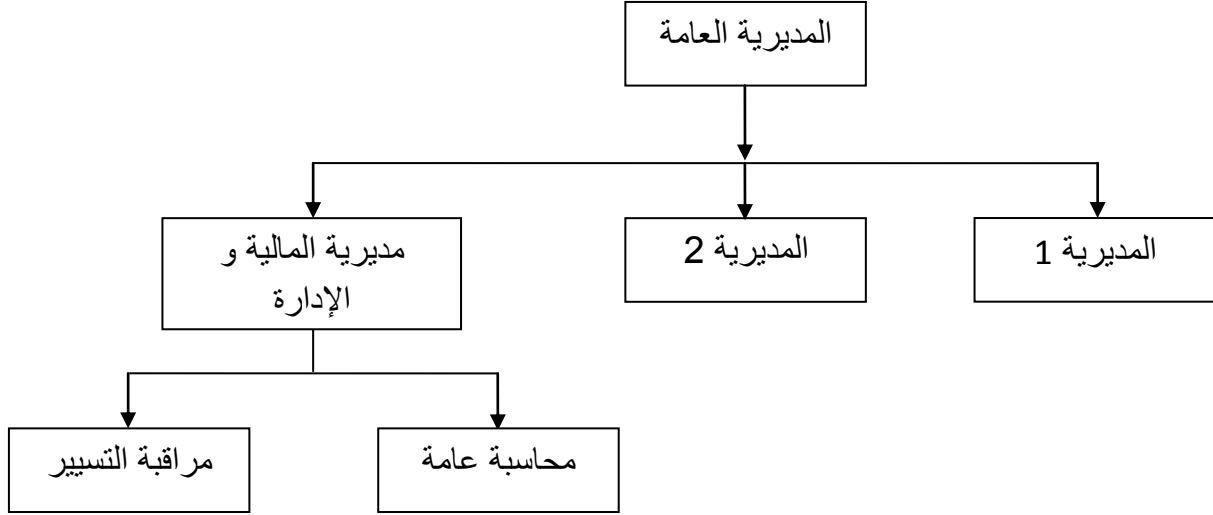 المديرية العامة
المديرية 1
المديرية 2
مديرية المالية و
الإدارة
محاسبة عامة
مراقبة التسيير